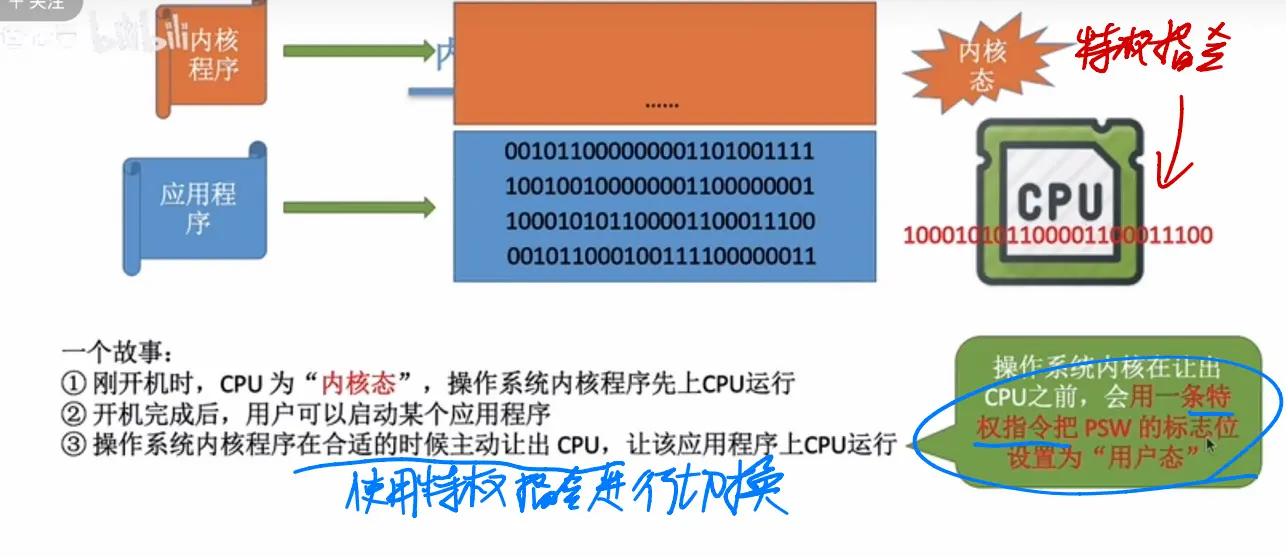 关注
bilibili
内核
程序
内
......
内核
态
特权指令
应用程
序
0010110000000001101001111
1001001000000001100000001
1000101011000001100011100
0010110001001111100000011
CPU
1000101011000001100011100
一个故事：
① 刚开机时，CPU 为“内核态”，操作系统内核程序先上CPU运行
② 开机完成后，用户可以启动某个应用程序
③ 操作系统内核程序在合适的时候主动让出 CPU，让该应用程序上CPU运行
使用特权指令进行切换
操作系统内核在让出
CPU之前，会用一条特
权指令把 PSW 的标志位
设置为“用户态”